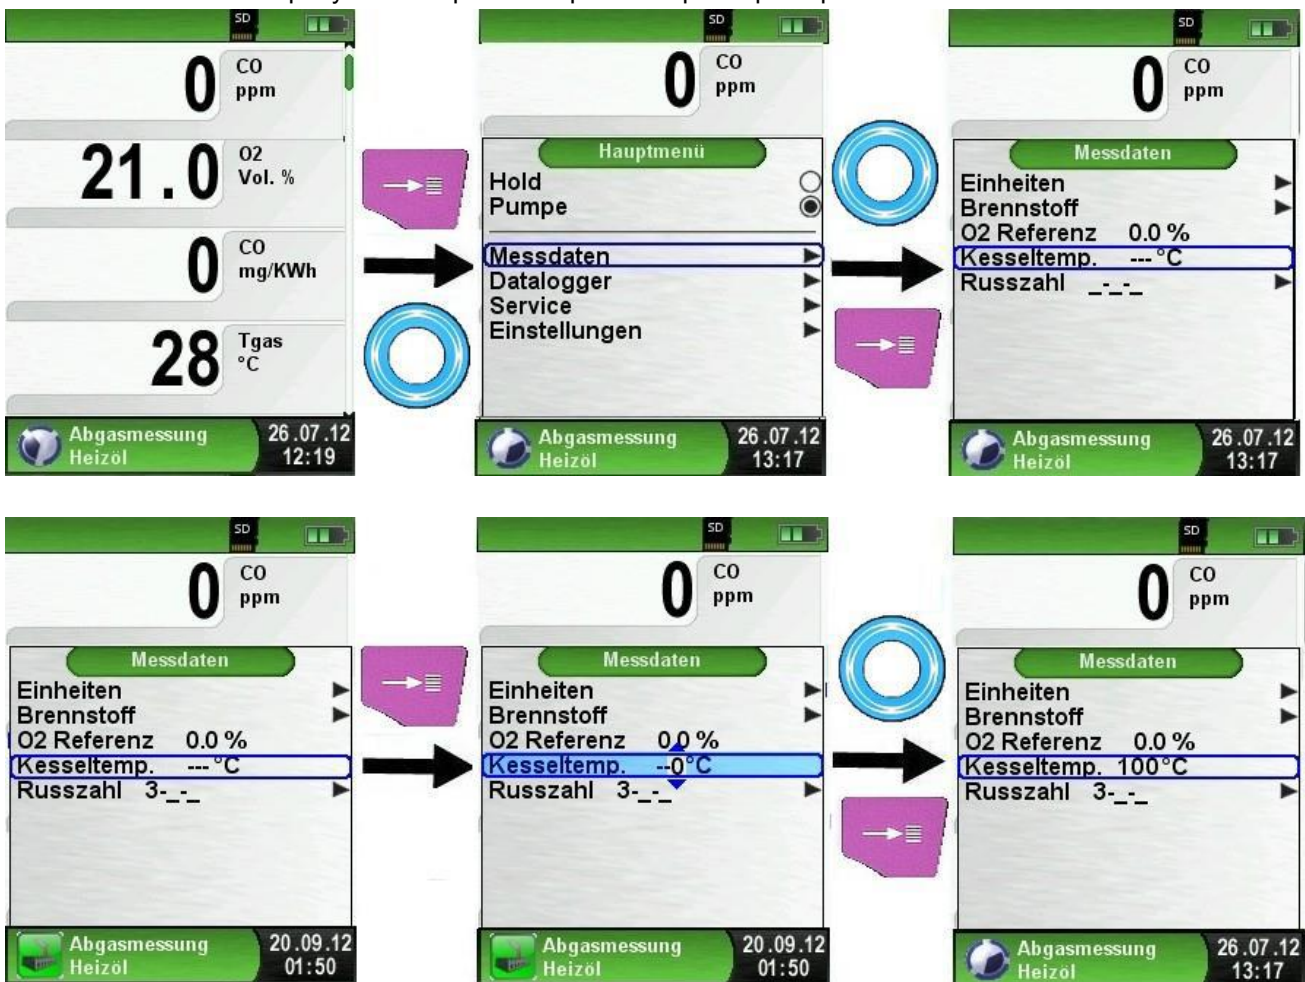 SD
0 CO
ppm
21.0 O2
Vol. %
0 CO
mg/KWh
28 Tgas
°C
Abgasmessung 26.07.12
Heizöl 12:19
SD
0 CO
ppm
Hauptmenü
Hold
Pumpe
Messdaten
Datalogger
Service
Einstellungen
Abgasmessung 26.07.12
Heizöl 13:17
SD
0 CO
ppm
Messdaten
Einheiten
Brennstoff
O2 Referenz 0.0 %
Kesseltemp. --- °C
Russzahl _-_-_
Abgasmessung 26.07.12
Heizöl 13:17
SD
0 CO
ppm
Messdaten
Einheiten
Brennstoff
O2 Referenz 0.0 %
Kesseltemp. --- °C
Russzahl 3-_-_
Abgasmessung 20.09.12
Heizöl 01:50
SD
0 CO
ppm
Messdaten
Einheiten
Brennstoff
O2 Referenz 0.0 %
Kesseltemp. --0°C
Russzahl 3-_-_
Abgasmessung 20.09.12
Heizöl 01:50
SD
0 CO
ppm
Messdaten
Einheiten
Brennstoff
O2 Referenz 0.0 %
Kesseltemp. 100°C
Russzahl 3-_-_
Abgasmessung 26.07.12
Heizöl 13:17